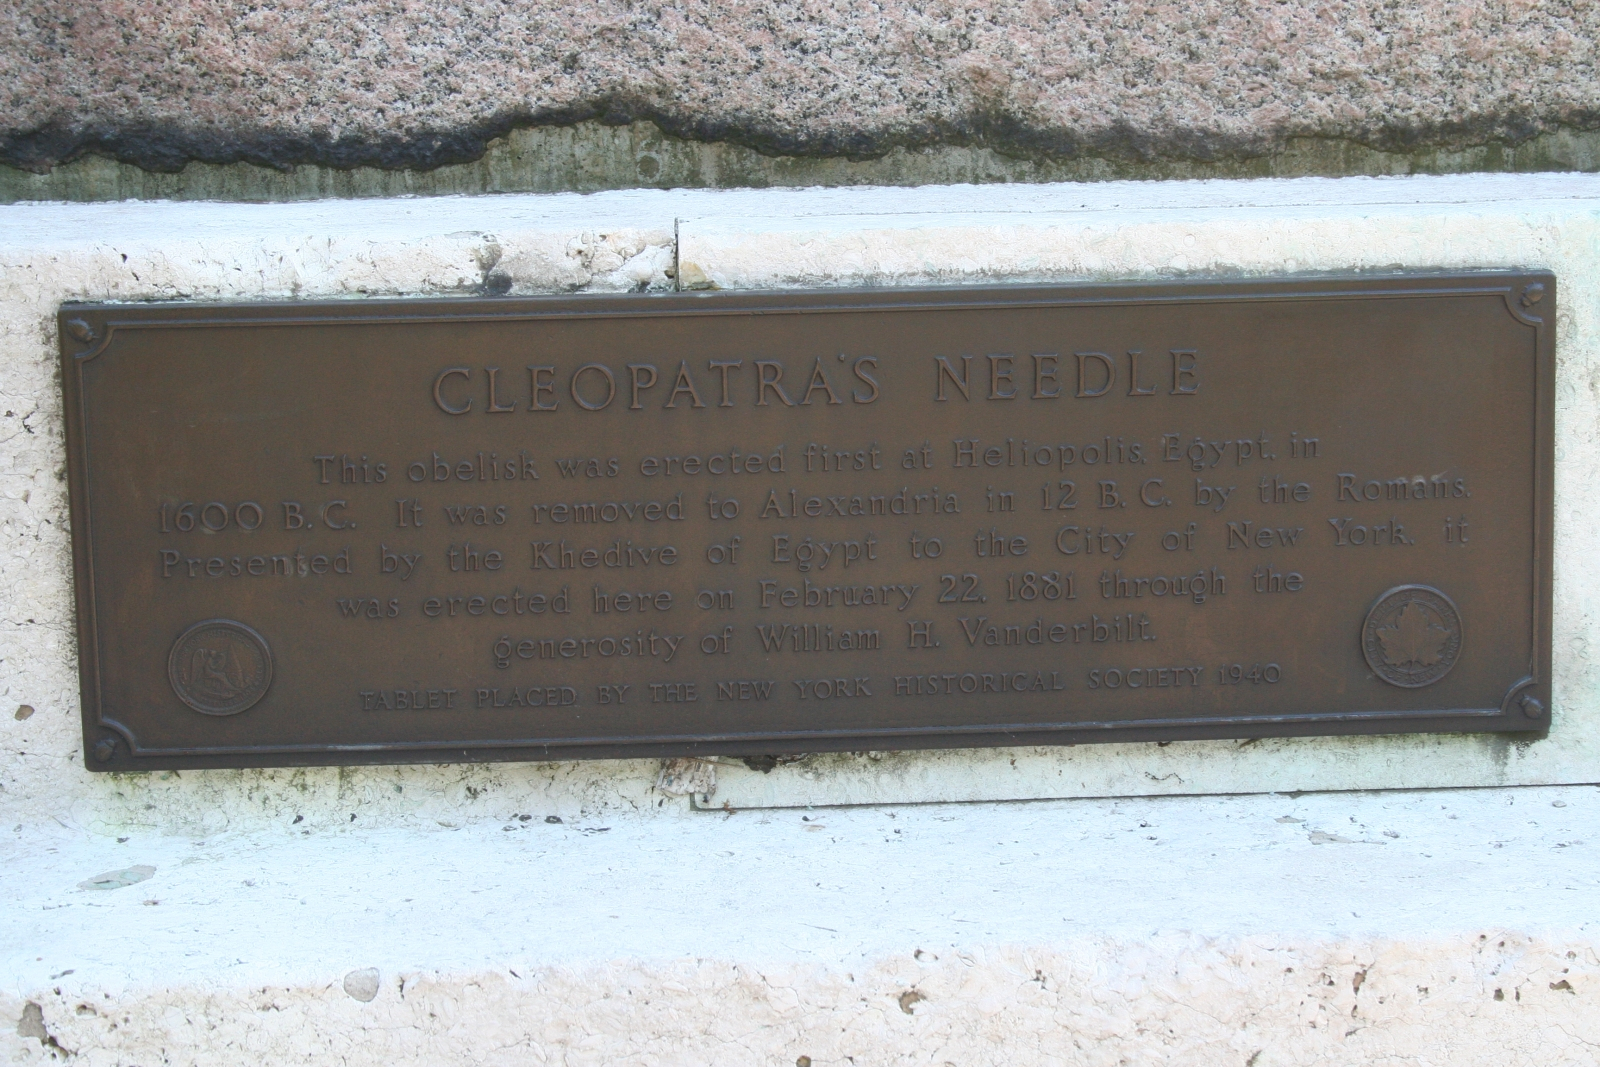 CLEOPATRA'S NEEDLE
This obelisk was erected first at Heliopolis, Egypt, in
1600 B.C. It was removed to Alexandria in 12 B.C. by the Romans.
Presented by the Khedive of Egypt to the City of New York, it
was erected here on February 22, 1881 through the
generosity of William H. Vanderbilt.
TABLET PLACED BY THE NEW YORK HISTORICAL SOCIETY 1940